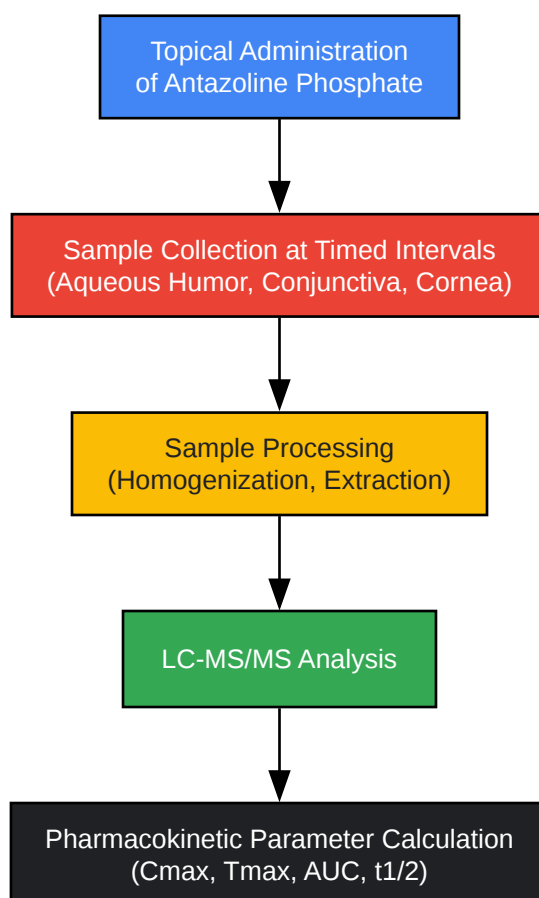 Topical Administration
of Antazoline Phosphate
Sample Collection at Timed Intervals
(Aqueous Humor, Conjunctiva, Cornea)
Sample Processing
(Homogenization, Extraction)
LC-MS/MS Analysis
Pharmacokinetic Parameter Calculation
(Cmax, Tmax, AUC, t1/2)